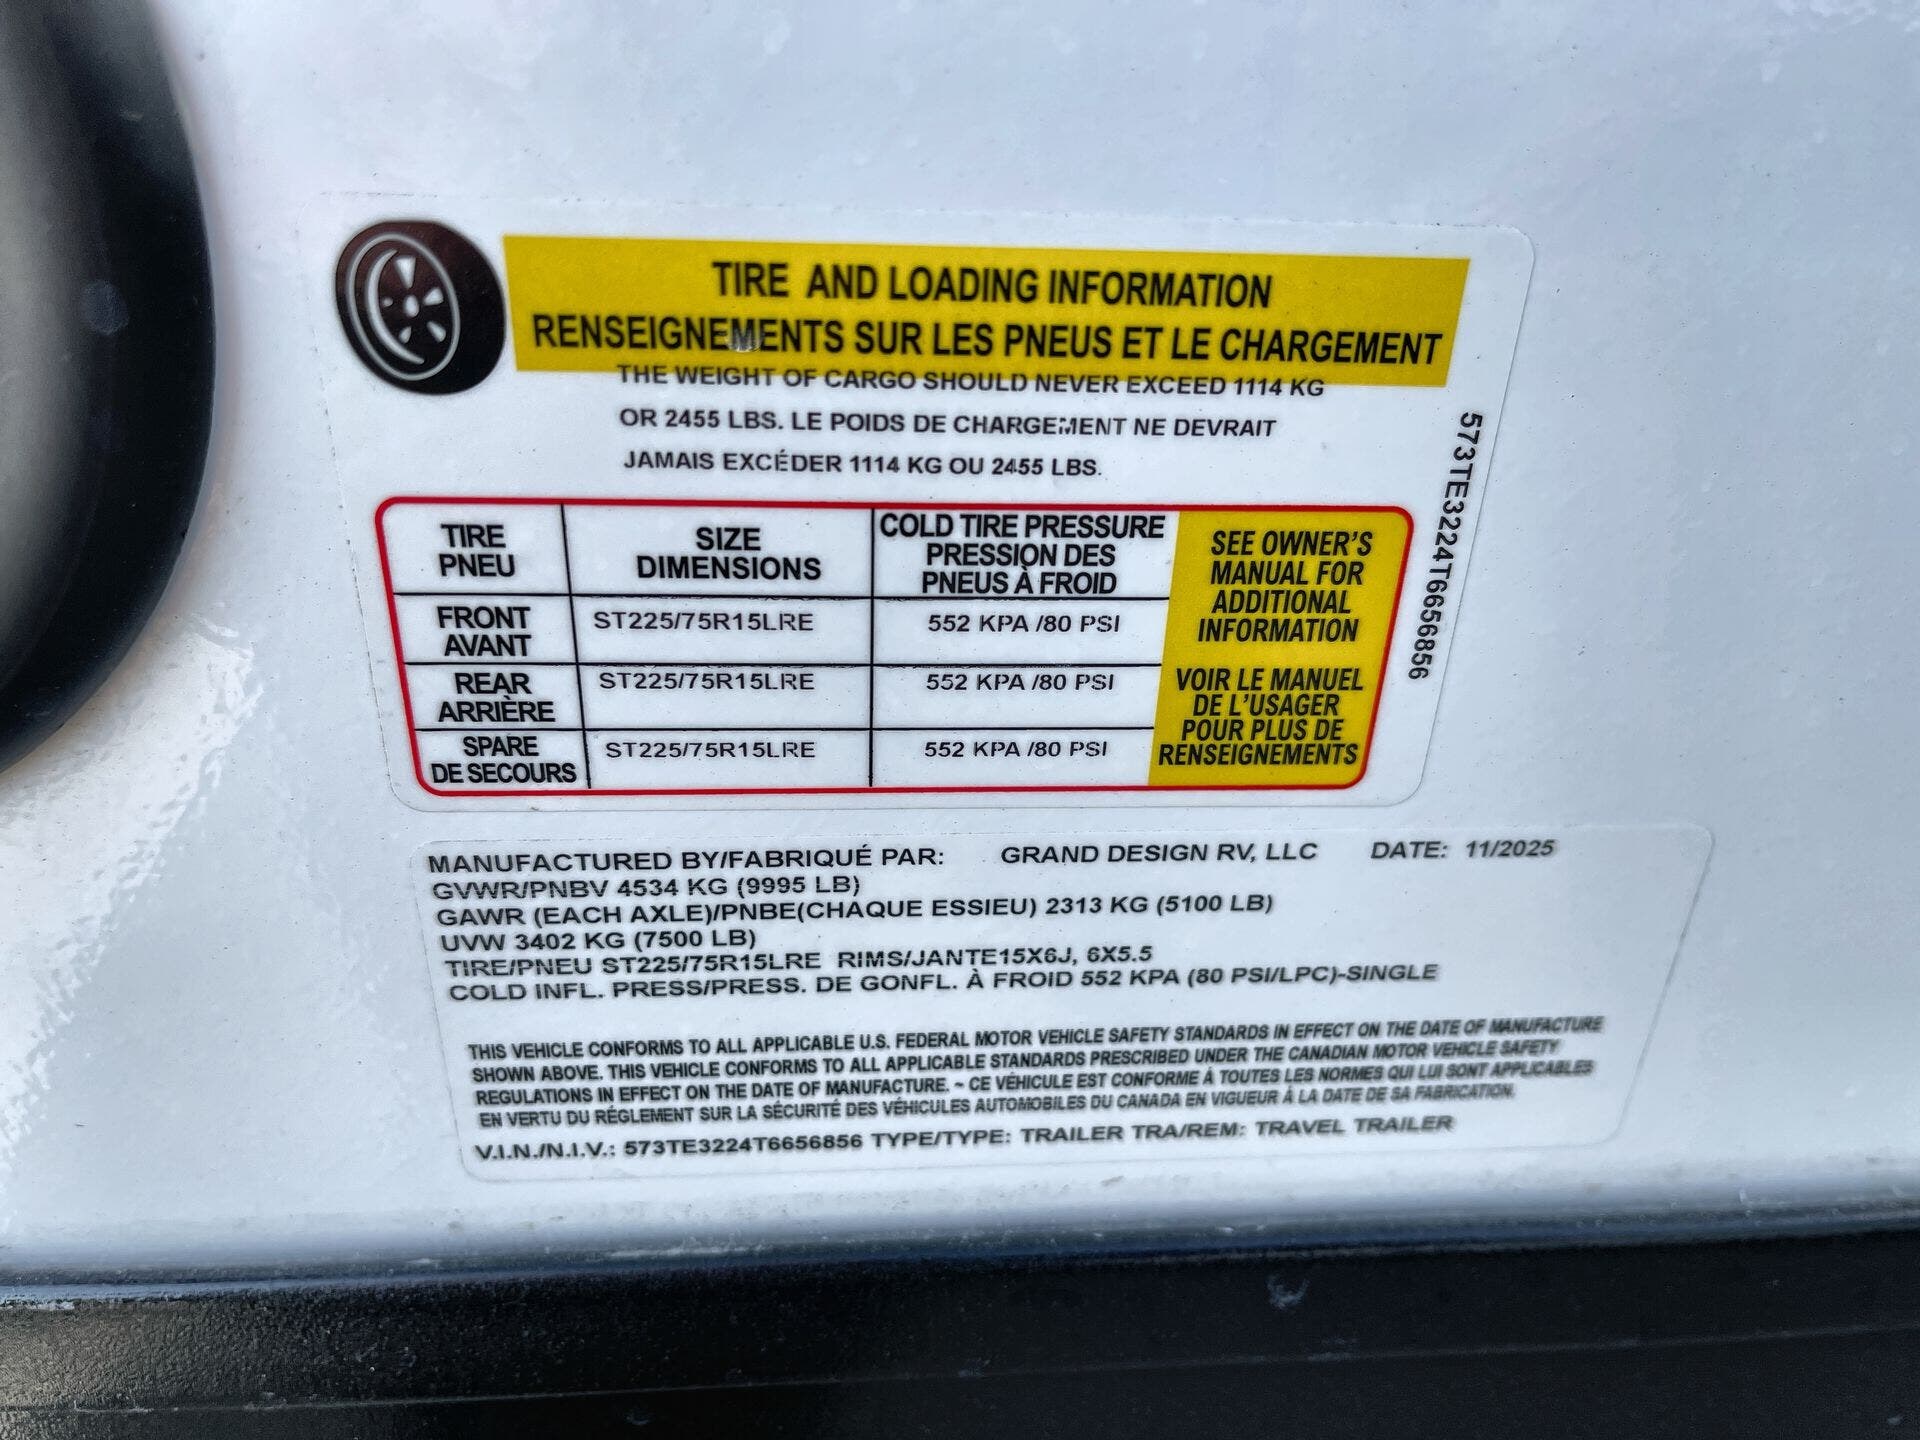 TIRE AND LOADING INFORMATION
RENSEIGNEMENTS SUR LES PNEUS ET LE CHARGEMENT
THE WEIGHT OF CARGO SHOULD NEVER EXCEED 1114 KG
OR 2455 LBS. LE POIDS DE CHARGEMENT NE DEVRAIT
JAMAIS EXCÉDER 1114 KG OU 2455 LBS.
TIRE
PNEU
SIZE
DIMENSIONS
COLD TIRE PRESSURE
PRESSION DES
PNEUS À FROID
FRONT
AVANT
ST225/75R15LRE
552 KPA /80 PSI
REAR
ARRIÈRE
ST225/75R15LRE
552 KPA /80 PSI
SPARE
DE SECOURS
ST225/75R15LRE
552 KPA /80 PSI
SEE OWNER'S
MANUAL FOR
ADDITIONAL
INFORMATION
VOIR LE MANUEL
DE L'USAGER
POUR PLUS DE
RENSEIGNEMENTS
573TE3224T6656856
MANUFACTURED BY/FABRIQUÉ PAR: GRAND DESIGN RV, LLC DATE: 11/2025
GVWR/PNBV 4534 KG (9995 LB)
GAWR (EACH AXLE)/PNBE(CHAQUE ESSIEU) 2313 KG (5100 LB)
UVW 3402 KG (7500 LB)
TIRE/PNEU ST225/75R15LRE RIMS/JANTE15X6J, 6X5.5
COLD INFL. PRESS/PRESS. DE GONFL. À FROID 552 KPA (80 PSI/LPC)-SINGLE
THIS VEHICLE CONFORMS TO ALL APPLICABLE U.S. FEDERAL MOTOR VEHICLE SAFETY STANDARDS IN EFFECT ON THE DATE OF MANUFACTURE
SHOWN ABOVE. THIS VEHICLE CONFORMS TO ALL APPLICABLE STANDARDS PRESCRIBED UNDER THE CANADIAN MOTOR VEHICLE SAFETY
REGULATIONS IN EFFECT ON THE DATE OF MANUFACTURE. ~ CE VÉHICULE EST CONFORME À TOUTES LES NORMES QUI LUI SONT APPLICABLES
EN VERTU DU RÉGLEMENT SUR LA SÉCURITÉ DES VÉHICULES AUTOMOBILES DU CANADA EN VIGUEUR À LA DATE DE SA FABRICATION.
V.I.N./N.I.V.: 573TE3224T6656856 TYPE/TYPE: TRAILER TRA/REM: TRAVEL TRAILER